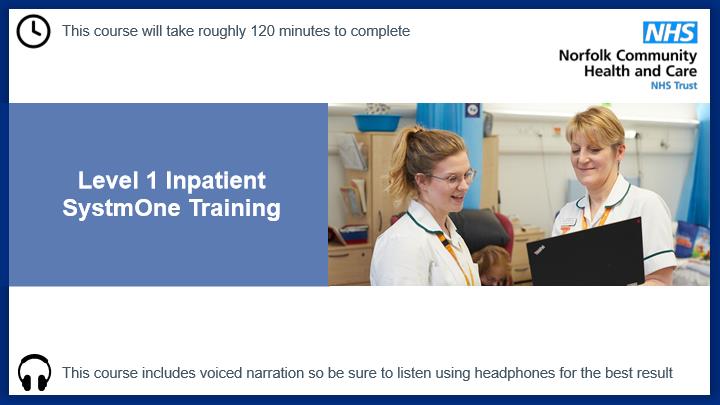 This course will take roughly 120 minutes to complete
NHS
Norfolk Community
Health and Care
NHS Trust
Level 1 Inpatient
SystmOne Training
This course includes voiced narration so be sure to listen using headphones for the best result